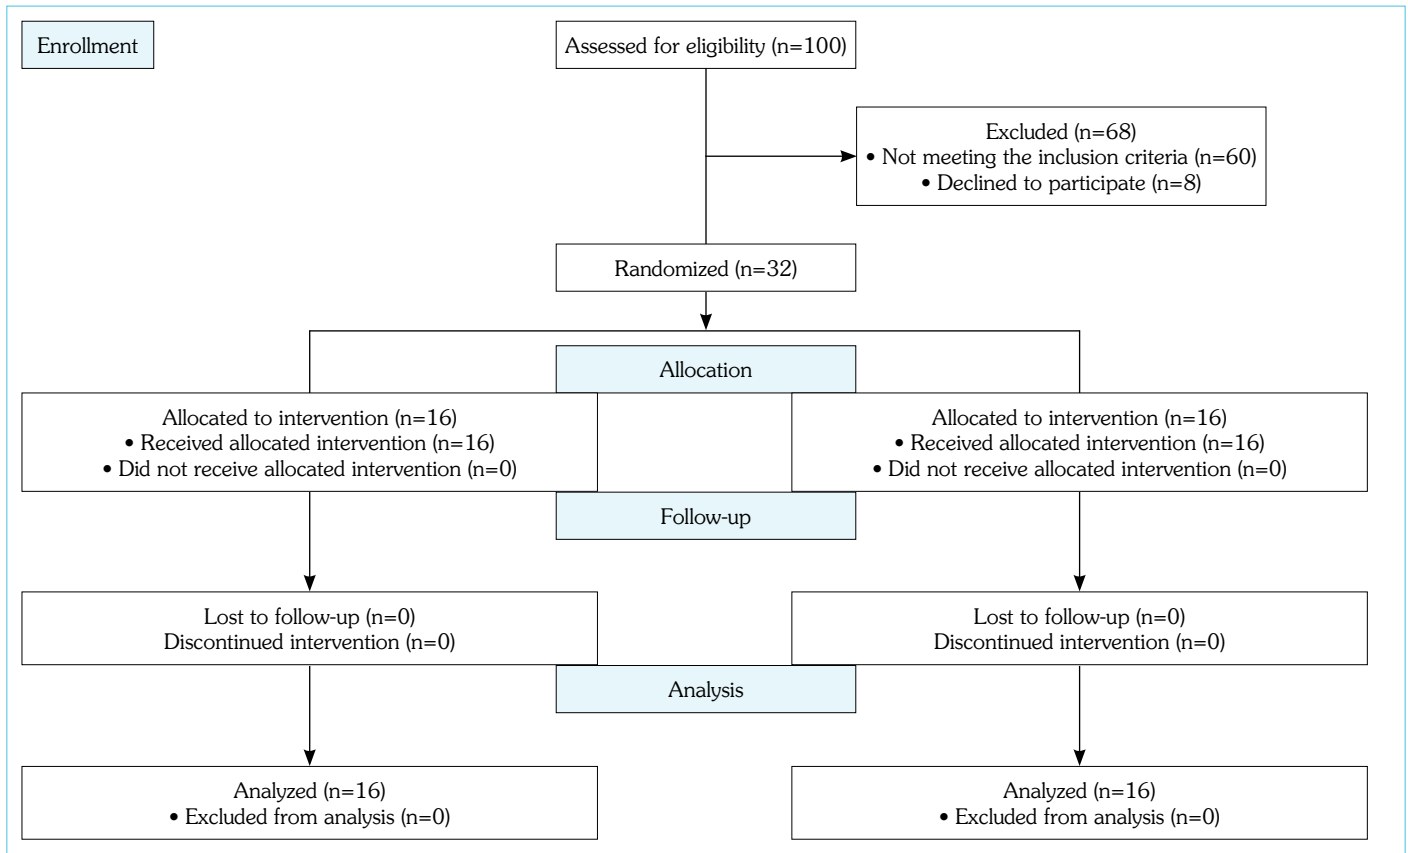 Enrollment
Assessed for eligibility (n=100)
Excluded (n=68)
• Not meeting the inclusion criteria (n=60)
• Declined to participate (n=8)
Randomized (n=32)
Allocation
Allocated to intervention (n=16)
• Received allocated intervention (n=16)
• Did not receive allocated intervention (n=0)
Allocated to intervention (n=16)
• Received allocated intervention (n=16)
• Did not receive allocated intervention (n=0)
Follow-up
Lost to follow-up (n=0)
Discontinued intervention (n=0)
Lost to follow-up (n=0)
Discontinued intervention (n=0)
Analysis
Analyzed (n=16)
• Excluded from analysis (n=0)
Analyzed (n=16)
• Excluded from analysis (n=0)